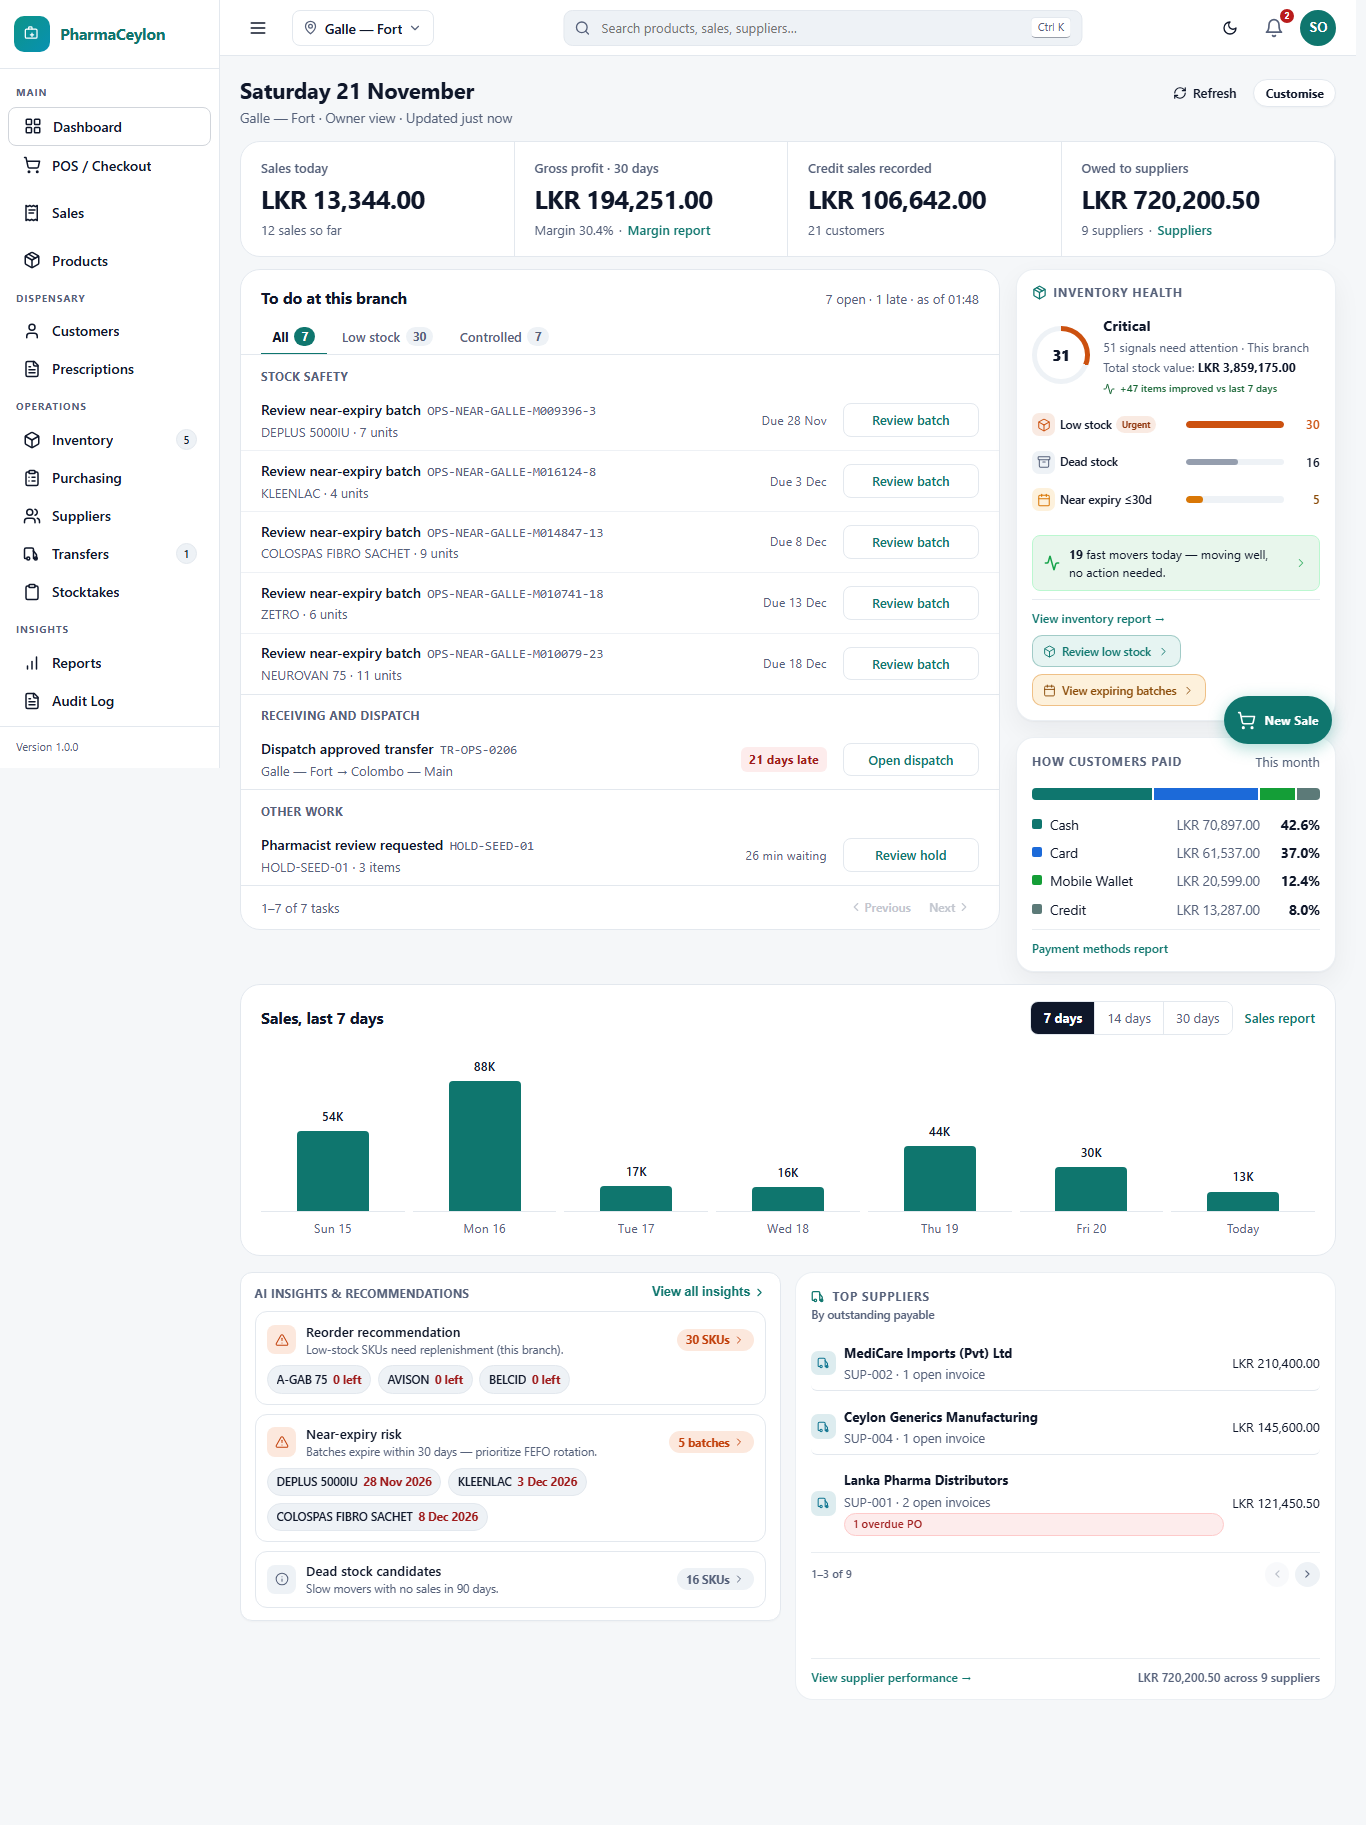 PharmaCeylon
Galle — Fort
Search products, sales, suppliers...
Ctrl K
2
SO
MAIN
Dashboard
POS / Checkout
Sales
Products
DISPENSARY
Customers
Prescriptions
OPERATIONS
Inventory 5
Purchasing
Suppliers
Transfers 1
Stocktakes
INSIGHTS
Reports
Audit Log
Version 1.0.0
Saturday 21 November
Galle — Fort · Owner view · Updated just now
Refresh
Customise
Sales today
LKR 13,344.00
12 sales so far
Gross profit · 30 days
LKR 194,251.00
Margin 30.4% · Margin report
Credit sales recorded
LKR 106,642.00
21 customers
Owed to suppliers
LKR 720,200.50
9 suppliers · Suppliers
To do at this branch
7 open · 1 late · as of 01:48
All 7
Low stock 30
Controlled 7
STOCK SAFETY
Review near-expiry batch OPS-NEAR-GALLE-M009396-3
DEPLUS 5000IU · 7 units
Due 28 Nov
Review batch
Review near-expiry batch OPS-NEAR-GALLE-M016124-8
KLEENLAC · 4 units
Due 3 Dec
Review batch
Review near-expiry batch OPS-NEAR-GALLE-M014847-13
COLOSPAS FIBRO SACHET · 9 units
Due 8 Dec
Review batch
Review near-expiry batch OPS-NEAR-GALLE-M010741-18
ZETRO · 6 units
Due 13 Dec
Review batch
Review near-expiry batch OPS-NEAR-GALLE-M010079-23
NEUROVAN 75 · 11 units
Due 18 Dec
Review batch
RECEIVING AND DISPATCH
Dispatch approved transfer TR-OPS-0206
Galle — Fort → Colombo — Main
21 days late
Open dispatch
OTHER WORK
Pharmacist review requested HOLD-SEED-01
HOLD-SEED-01 · 3 items
26 min waiting
Review hold
1–7 of 7 tasks
Previous
Next
INVENTORY HEALTH
31
Critical
51 signals need attention · This branch
Total stock value: LKR 3,859,175.00
+47 items improved vs last 7 days
Low stock Urgent 30
Dead stock 16
Near expiry ≤30d 5
19 fast movers today — moving well,
no action needed.
View inventory report →
Review low stock
View expiring batches
New Sale
HOW CUSTOMERS PAID
This month
Cash LKR 70,897.00 42.6%
Card LKR 61,537.00 37.0%
Mobile Wallet LKR 20,599.00 12.4%
Credit LKR 13,287.00 8.0%
Payment methods report
Sales, last 7 days
7 days
14 days
30 days
Sales report
54K
88K
17K
16K
44K
30K
13K
Sun 15
Mon 16
Tue 17
Wed 18
Thu 19
Fri 20
Today
AI INSIGHTS & RECOMMENDATIONS
View all insights
Reorder recommendation
Low-stock SKUs need replenishment (this branch).
30 SKUs
A-GAB 75 0 left
AVISON 0 left
BELCID 0 left
Near-expiry risk
Batches expire within 30 days — prioritize FEFO rotation.
5 batches
DEPLUS 5000IU 28 Nov 2026
KLEENLAC 3 Dec 2026
COLOSPAS FIBRO SACHET 8 Dec 2026
Dead stock candidates
Slow movers with no sales in 90 days.
16 SKUs
TOP SUPPLIERS
By outstanding payable
MediCare Imports (Pvt) Ltd
SUP-002 · 1 open invoice
LKR 210,400.00
Ceylon Generics Manufacturing
SUP-004 · 1 open invoice
LKR 145,600.00
Lanka Pharma Distributors
SUP-001 · 2 open invoices
1 overdue PO
LKR 121,450.50
1–3 of 9
View supplier performance →
LKR 720,200.50 across 9 suppliers